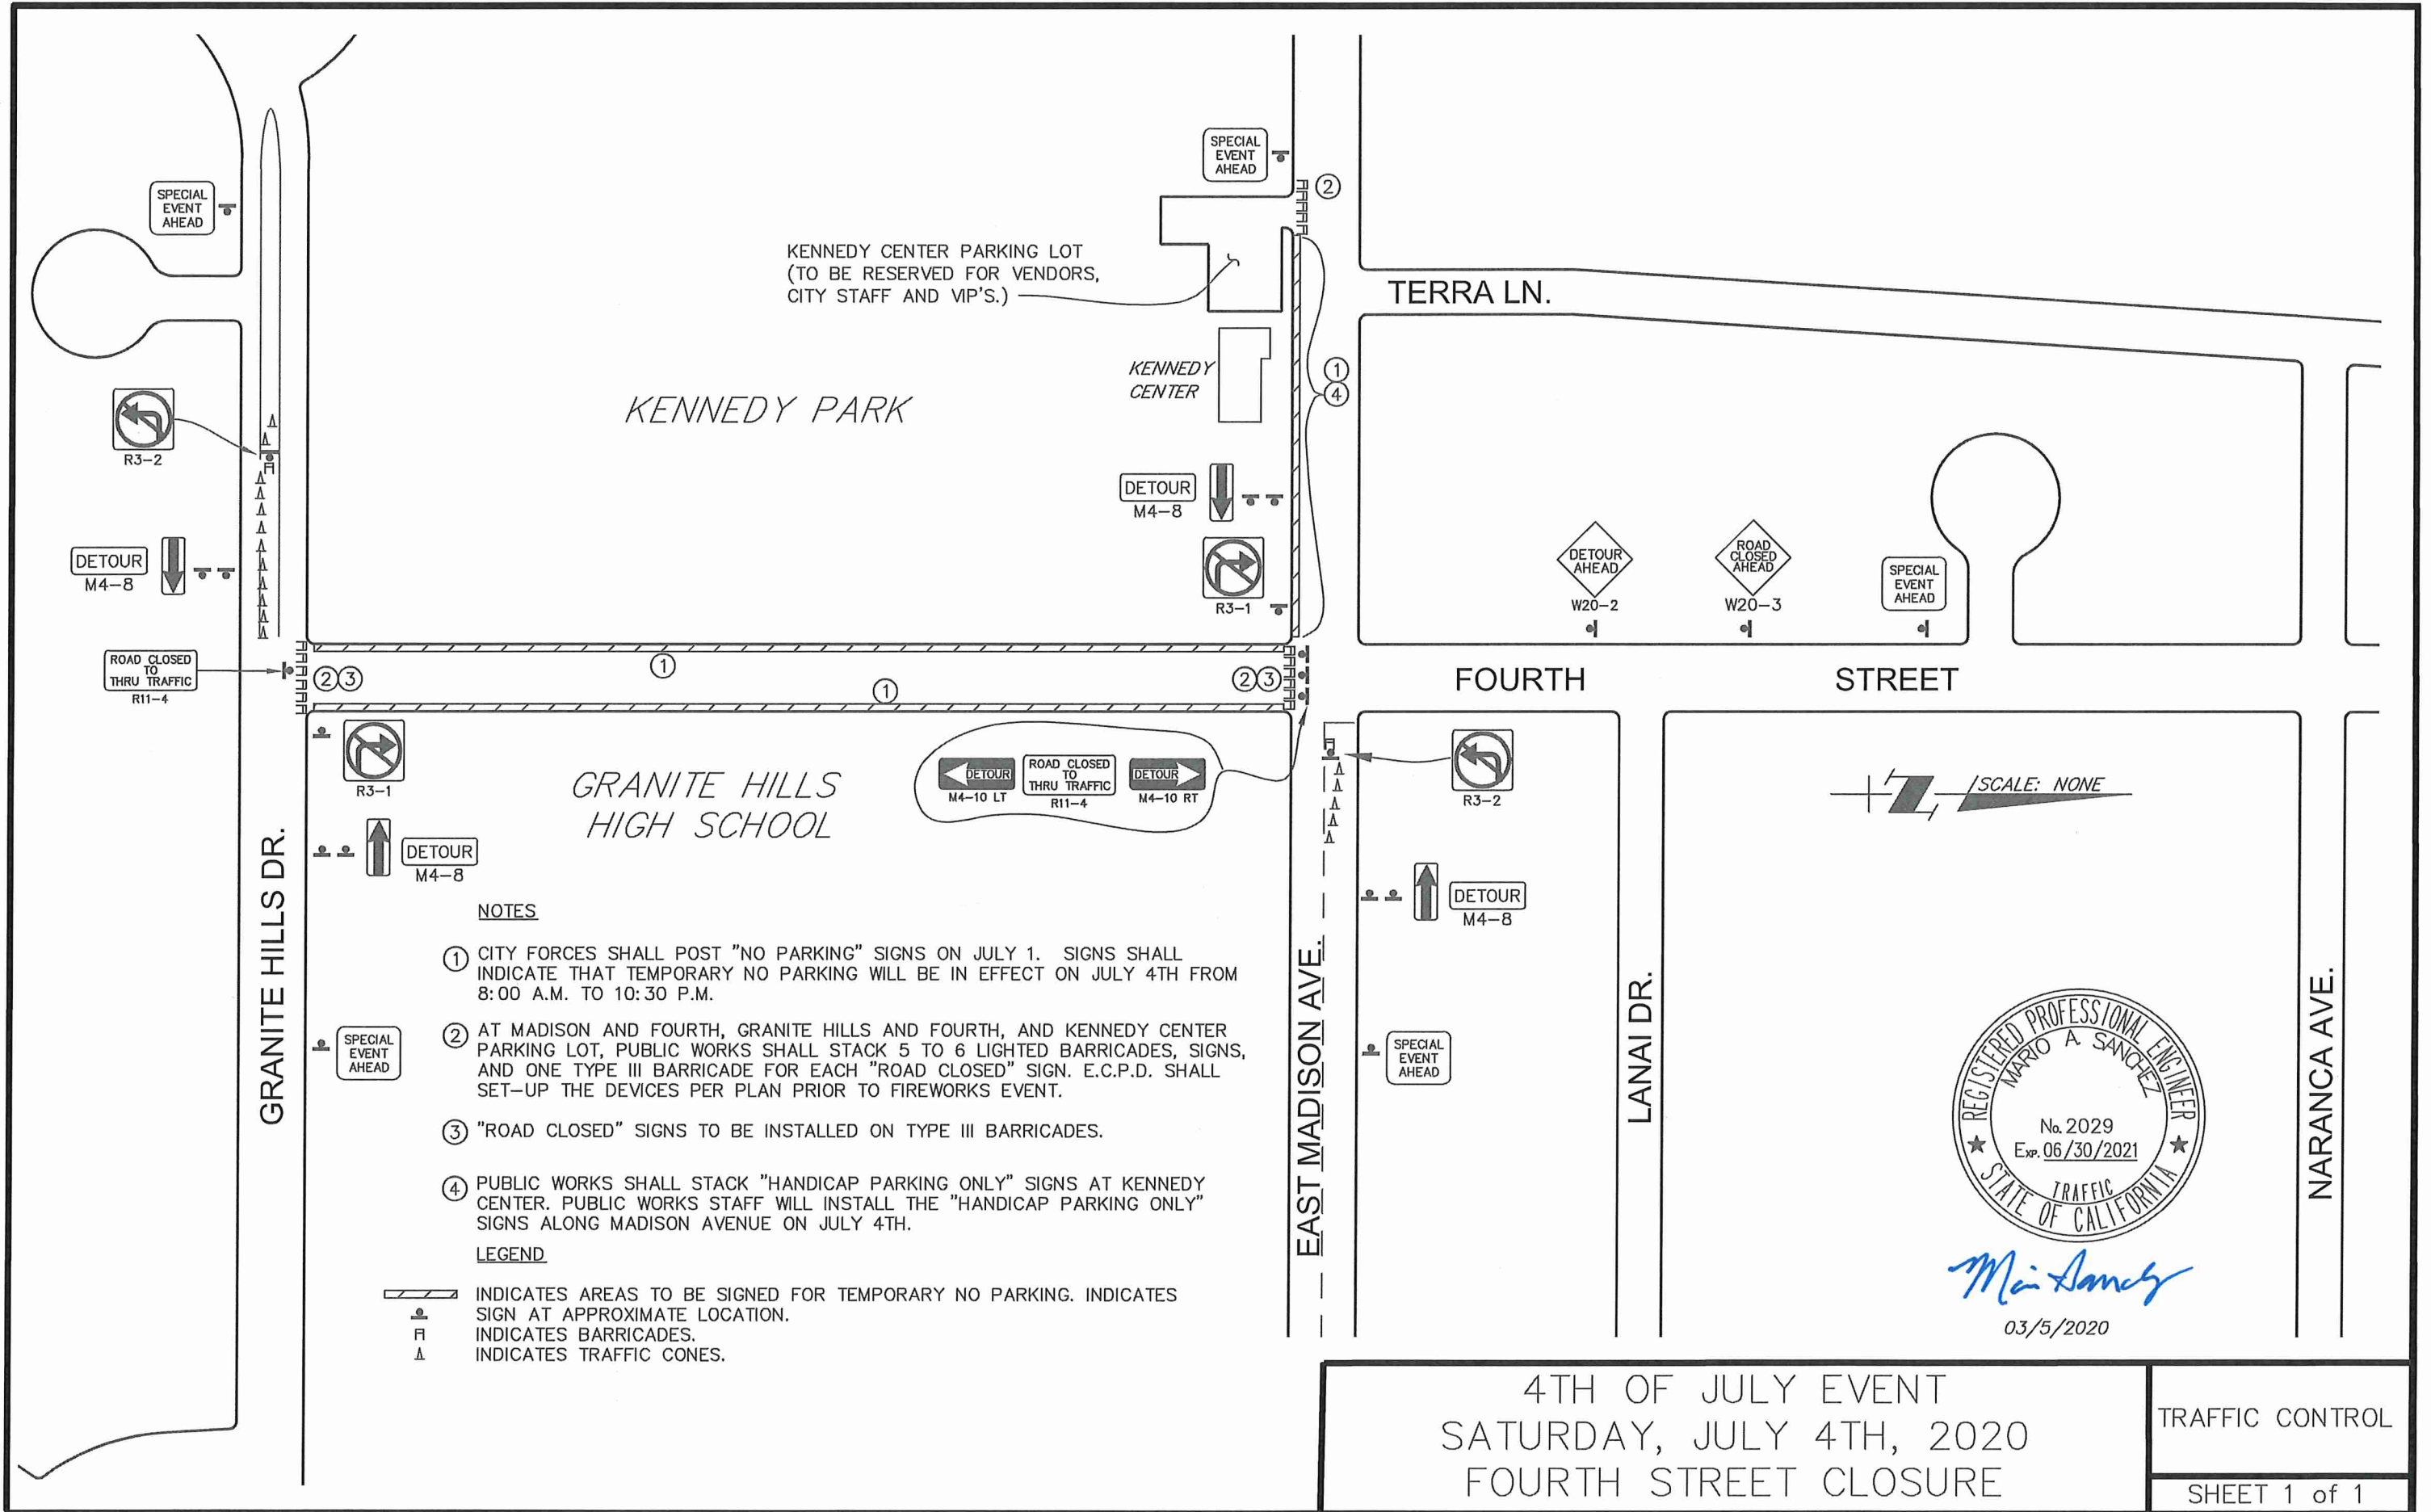 SPECIAL
EVENT
AHEAD
SPECIAL
EVENT
AHEAD
2
KENNEDY CENTER PARKING LOT
(TO BE RESERVED FOR VENDORS,
CITY STAFF AND VIP'S.)
TERRA LN.
KENNEDY
CENTER
1
4
KENNEDY PARK
R3-2
DETOUR
M4-8
DETOUR
M4-8
R3-1
DETOUR
AHEAD
W20-2
ROAD
CLOSED
AHEAD
W20-3
SPECIAL
EVENT
AHEAD
ROAD CLOSED
TO
THRU TRAFFIC
R11-4
2 3
1
1
2 3
FOURTH STREET
R3-1
GRANITE HILLS
HIGH SCHOOL
DETOUR
M4-10 LT
ROAD CLOSED
TO
THRU TRAFFIC
R11-4
DETOUR
M4-10 RT
R3-2
SCALE: NONE
DETOUR
M4-8
DETOUR
M4-8
GRANITE HILLS DR.
EAST MADISON AVE.
LANAI DR.
NARANCA AVE.
SPECIAL
EVENT
AHEAD
SPECIAL
EVENT
AHEAD
NOTES
1 CITY FORCES SHALL POST "NO PARKING" SIGNS ON JULY 1. SIGNS SHALL
INDICATE THAT TEMPORARY NO PARKING WILL BE IN EFFECT ON JULY 4TH FROM
8:00 A.M. TO 10:30 P.M.
2 AT MADISON AND FOURTH, GRANITE HILLS AND FOURTH, AND KENNEDY CENTER
PARKING LOT, PUBLIC WORKS SHALL STACK 5 TO 6 LIGHTED BARRICADES, SIGNS,
AND ONE TYPE III BARRICADE FOR EACH "ROAD CLOSED" SIGN. E.C.P.D. SHALL
SET-UP THE DEVICES PER PLAN PRIOR TO FIREWORKS EVENT.
3 "ROAD CLOSED" SIGNS TO BE INSTALLED ON TYPE III BARRICADES.
4 PUBLIC WORKS SHALL STACK "HANDICAP PARKING ONLY" SIGNS AT KENNEDY
CENTER. PUBLIC WORKS STAFF WILL INSTALL THE "HANDICAP PARKING ONLY"
SIGNS ALONG MADISON AVENUE ON JULY 4TH.
LEGEND
INDICATES AREAS TO BE SIGNED FOR TEMPORARY NO PARKING. INDICATES
SIGN AT APPROXIMATE LOCATION.
INDICATES BARRICADES.
INDICATES TRAFFIC CONES.
REGISTERED PROFESSIONAL ENGINEER
MARIO A. SANCHEZ
No. 2029
Exp. 06/30/2021
TRAFFIC
STATE OF CALIFORNIA
03/5/2020
4TH OF JULY EVENT
SATURDAY, JULY 4TH, 2020
FOURTH STREET CLOSURE
TRAFFIC CONTROL
SHEET 1 of 1